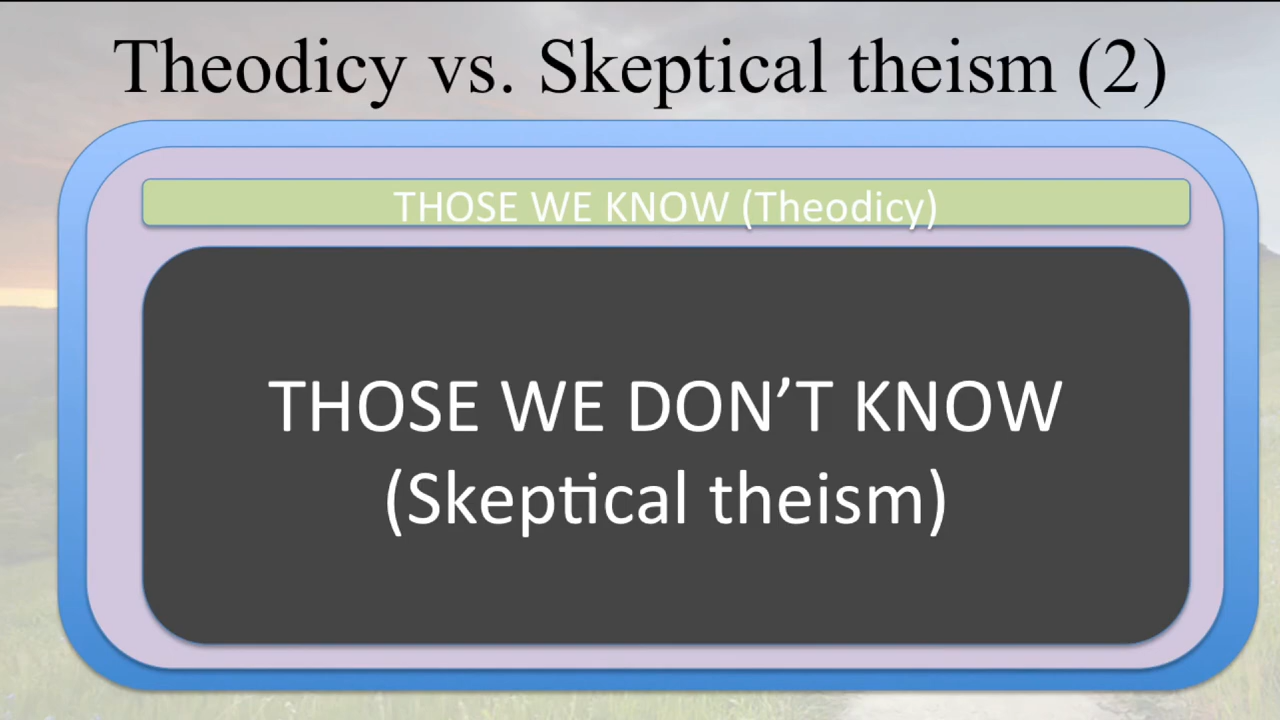 Theodicy vs. Skeptical theism (2)
THOSE WE KNOW (Theodicy)
THOSE WE DON’T KNOW
(Skeptical theism)